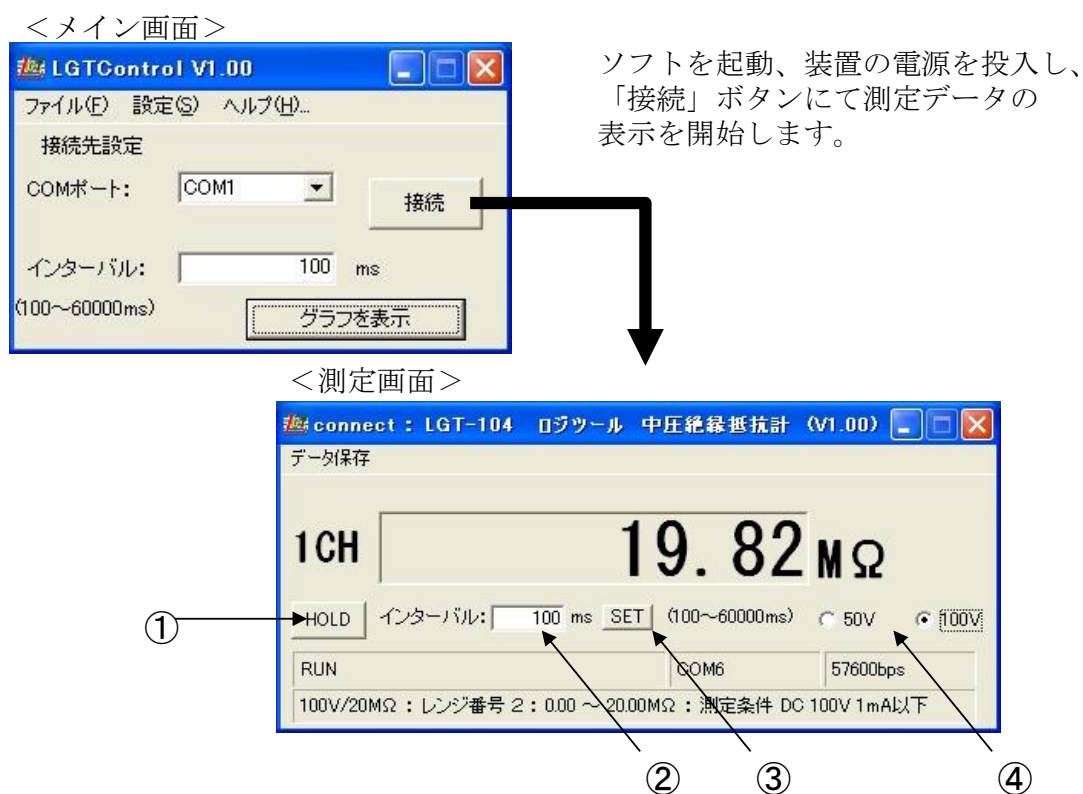 ＜メイン画面＞
LGTControl V1.00
ファイル(F) 設定(S) ヘルプ(H)...
接続先設定
COMポート: COM1
接続
インターバル: 100 ms
(100～60000ms)
グラフを表示
ソフトを起動、装置の電源を投入し、
「接続」ボタンにて測定データの
表示を開始します。
＜測定画面＞
connect : LGT-104 ロジツール 中圧絶縁抵抗計 (V1.00)
データ保存
1CH 19.82 MΩ
① HOLD インターバル: 100 ms SET (100～60000ms) 50V 100V
RUN COM6 57600bps
100V/20MΩ : レンジ番号 2 : 0.00 ～ 20.00MΩ : 測定条件 DC 100V 1mA以下
② ③ ④